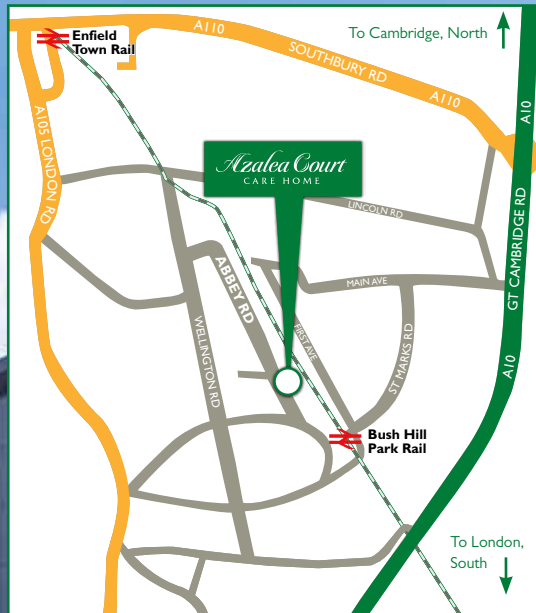 Enfield
Town Rail
A110
SOUTHBURY RD
A110
To Cambridge, North
A10
A105 LONDON RD
Azalea Court
CARE HOME
LINCOLN RD
GT CAMBRIDGE RD
ABBEY RD
MAIN AVE
WELLINGTON RD
FIRST AVE
ST MARKS RD
A10
Bush Hill
Park Rail
To London,
South